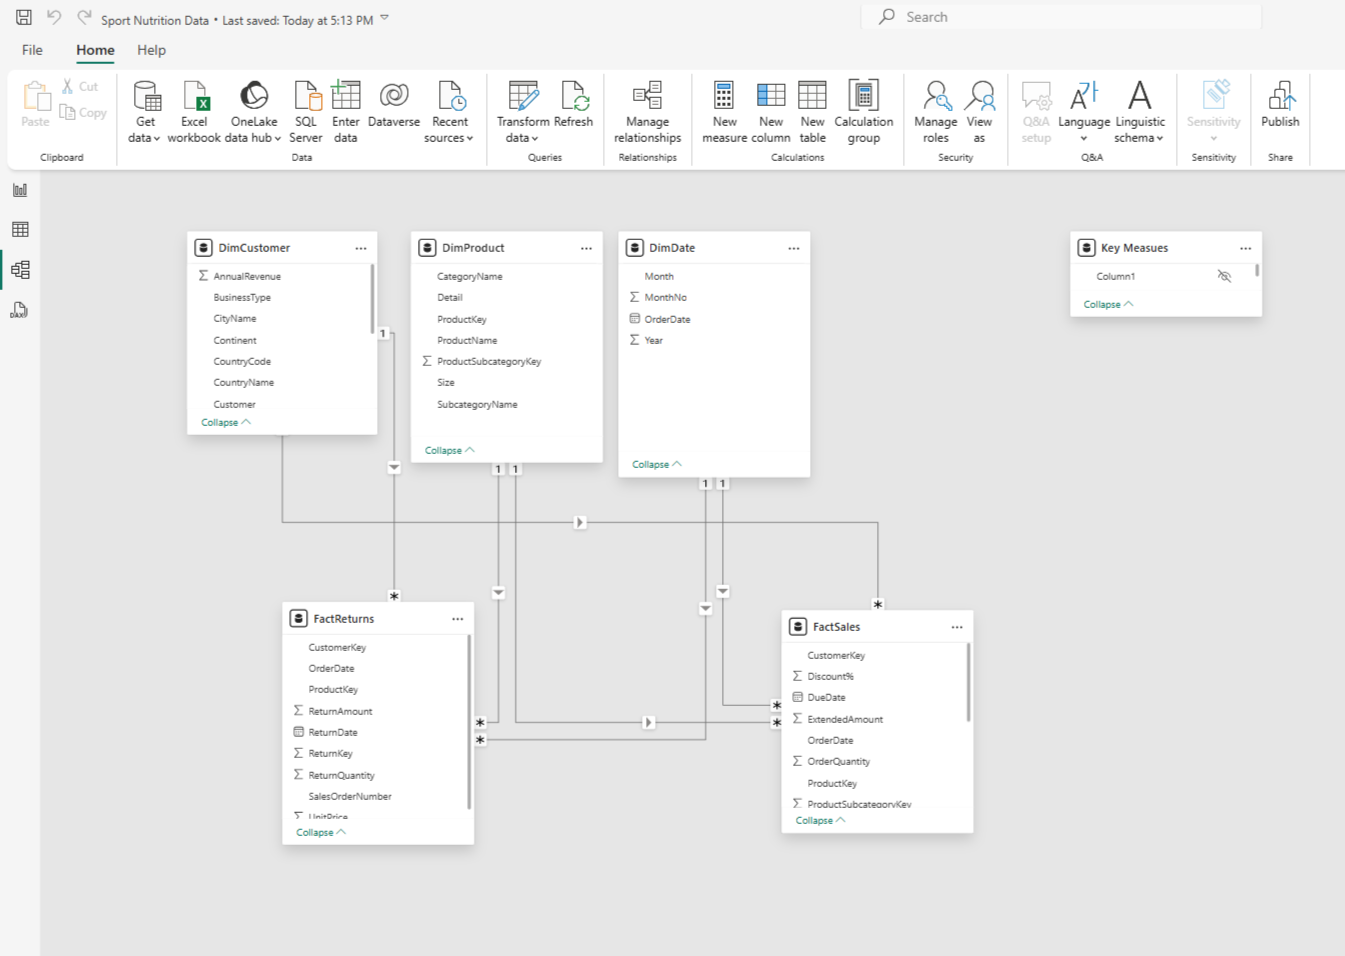 Sport Nutrition Data • Last saved: Today at 5:13 PM
Search
File Home Help
Paste
Cut
Copy
Clipboard
Get data
Excel workbook
OneLake data hub
SQL Server
Enter data
Dataverse
Recent sources
Data
Transform data
Refresh
Queries
Manage relationships
Relationships
New measure
New column
New table
Calculation group
Calculations
Manage roles
View as
Security
Q&A setup
Language
Linguistic schema
Q&A
Sensitivity
Sensitivity
Publish
Share
DAX
DimCustomer
AnnualRevenue
BusinessType
CityName
Continent
CountryCode
CountryName
Customer
Collapse
1
DimProduct
CategoryName
Detail
ProductKey
ProductName
ProductSubcategoryKey
Size
SubcategoryName
Collapse
1 1
DimDate
Month
MonthNo
OrderDate
Year
Collapse
1 1
Key Measues
Column1
Collapse
*
FactReturns
CustomerKey
OrderDate
ProductKey
ReturnAmount
ReturnDate
ReturnKey
ReturnQuantity
SalesOrderNumber
UnitPrice
Collapse
*
*
*
FactSales
CustomerKey
Discount%
DueDate
ExtendedAmount
OrderDate
OrderQuantity
ProductKey
ProductSubcategoryKey
Collapse
*
*